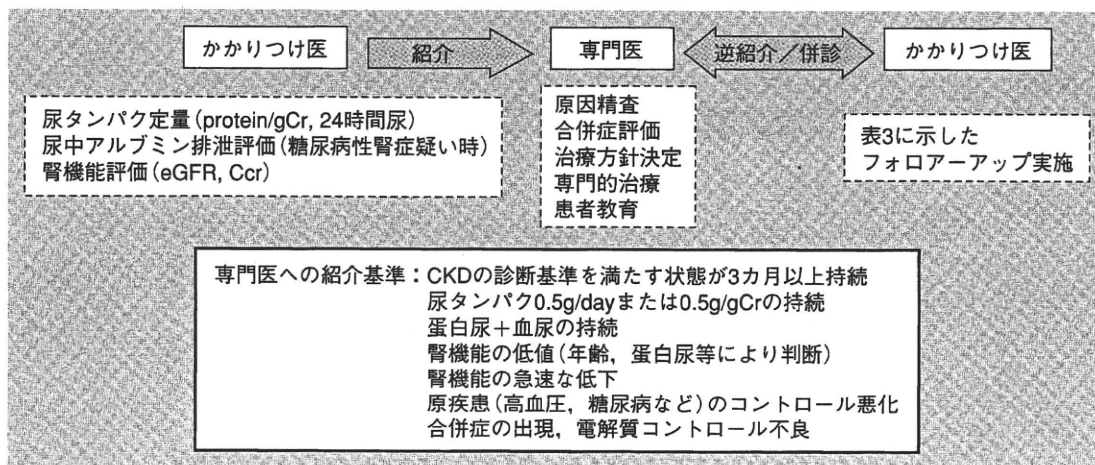 かかりつけ医
紹介
専門医
逆紹介／併診
かかりつけ医
尿タンパク定量(protein/gCr, 24時間尿)
尿中アルブミン排泄評価(糖尿病性腎症疑い時)
腎機能評価(eGFR, Ccr)
原因精査
合併症評価
治療方針決定
専門的治療
患者教育
表3に示した
フォロアーアップ実施
専門医への紹介基準：CKDの診断基準を満たす状態が3カ月以上持続
尿タンパク0.5g/dayまたは0.5g/gCrの持続
蛋白尿＋血尿の持続
腎機能の低値(年齢，蛋白尿等により判断)
腎機能の急速な低下
原疾患(高血圧，糖尿病など)のコントロール悪化
合併症の出現，電解質コントロール不良